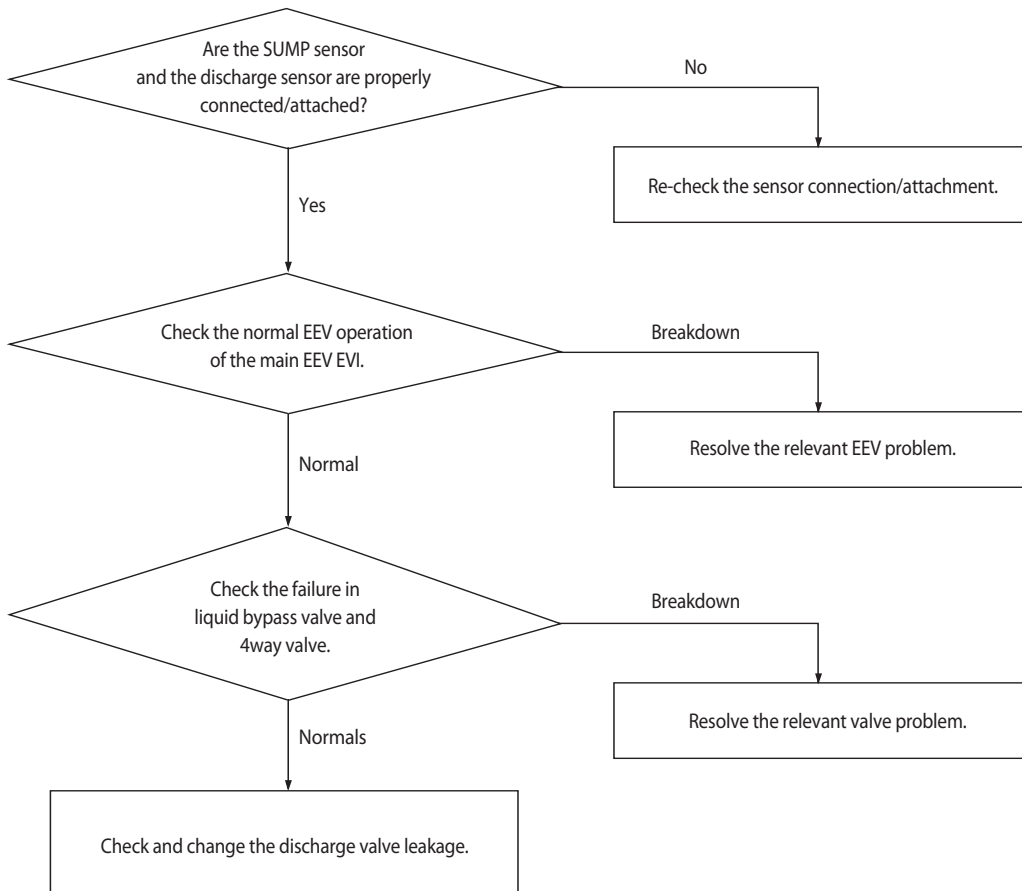 Are the SUMP sensor
and the discharge sensor are properly
connected/attached?
No
Re-check the sensor connection/attachment.
Yes
Check the normal EEV operation
of the main EEV EVI.
Breakdown
Resolve the relevant EEV problem.
Normal
Check the failure in
liquid bypass valve and
4way valve.
Breakdown
Resolve the relevant valve problem.
Normals
Check and change the discharge valve leakage.